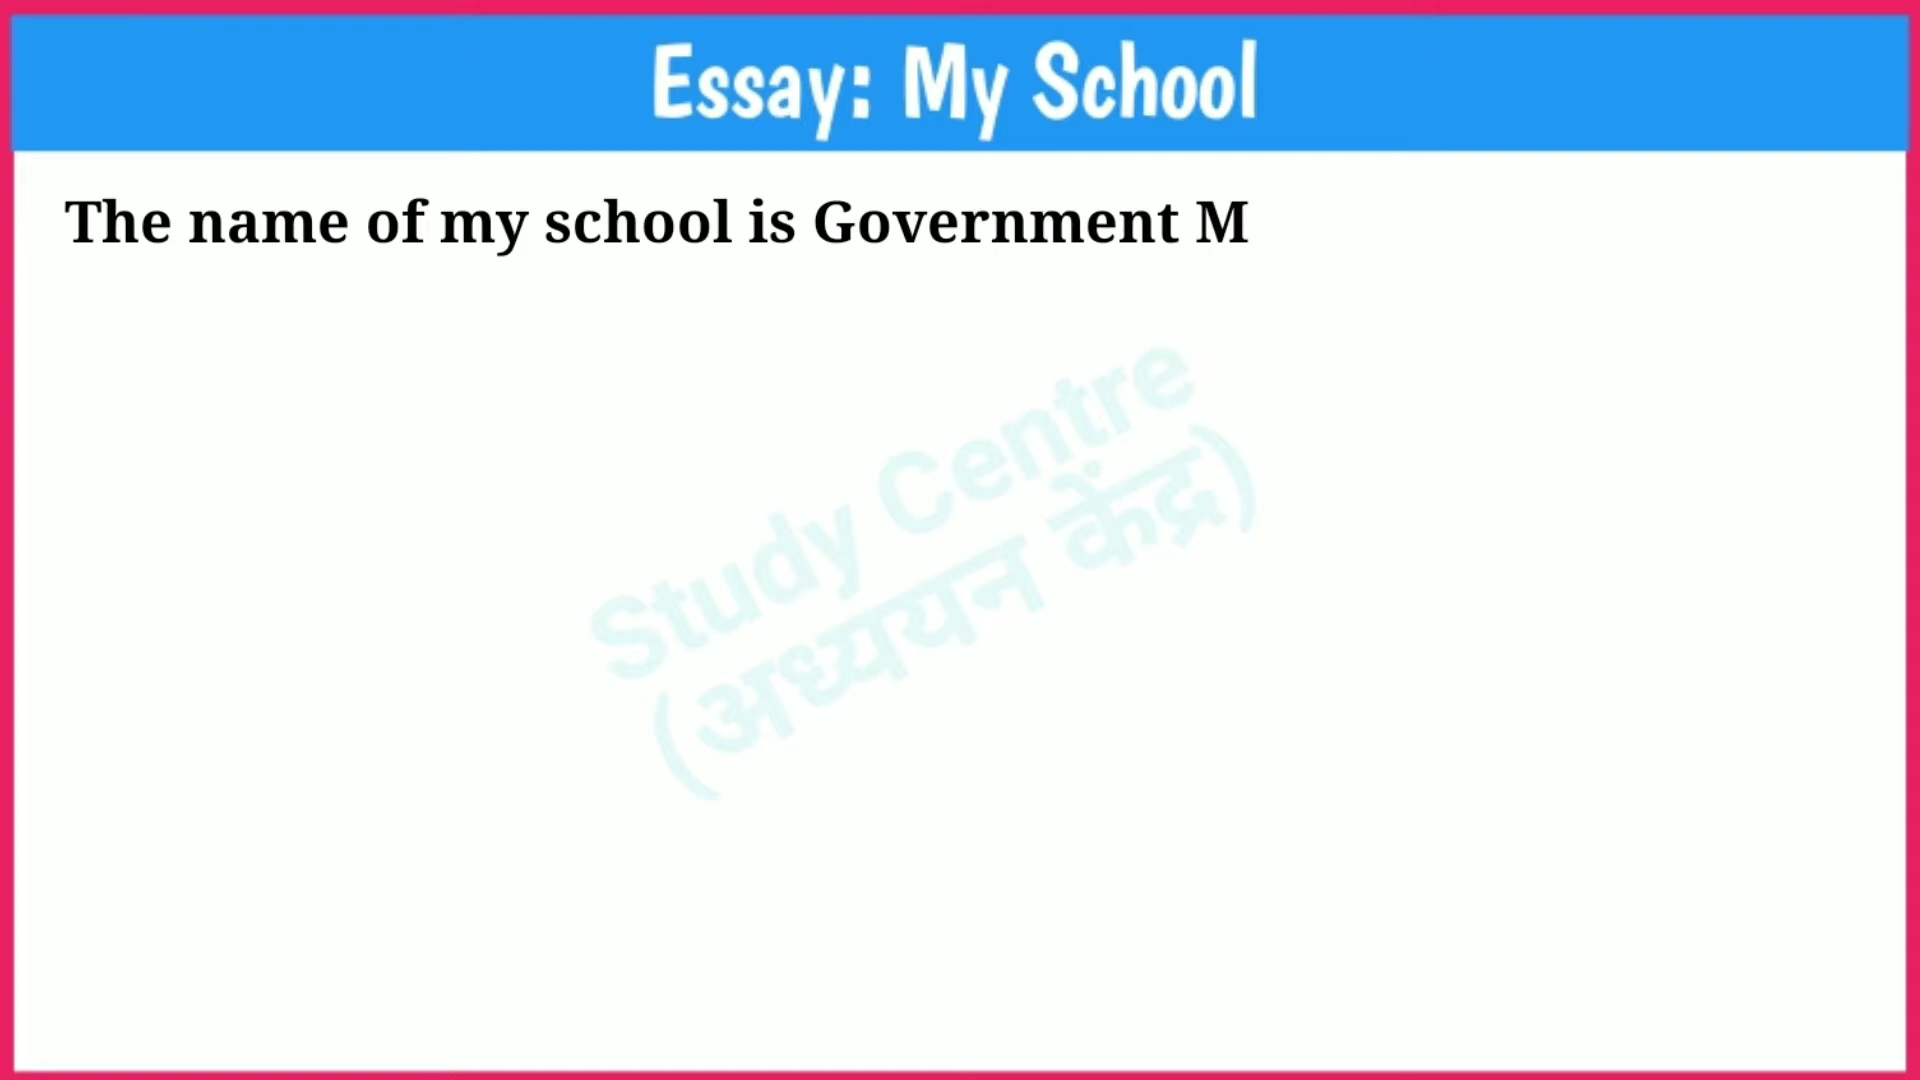 Essay: My School
The name of my school is Government M
Study Centre
(अध्ययन केंद्र)